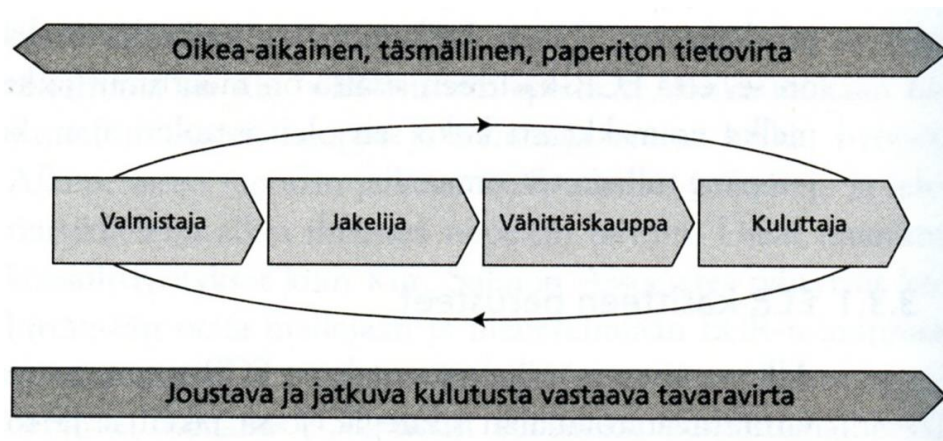 Oikea-aikainen, täsmällinen, paperiton tietovirta
Valmistaja
Jakelija
Vähittäiskauppa
Kuluttaja
Joustava ja jatkuva kulutusta vastaava tavaravirta